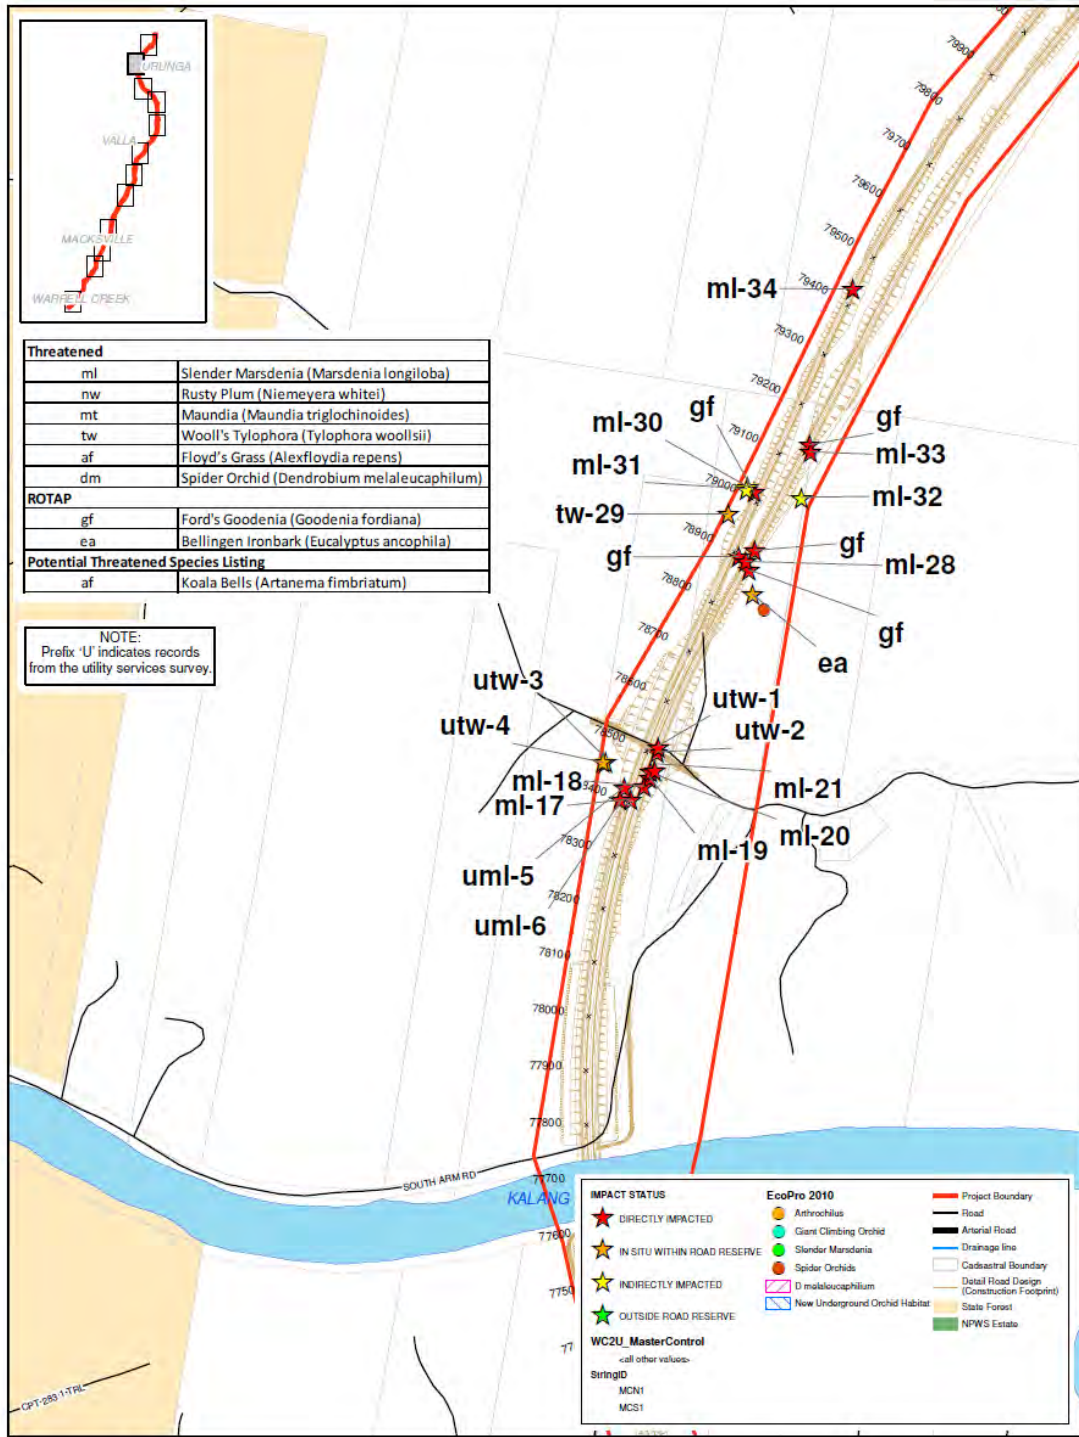 URUNGA
VALLA
MACKSVILLE
WARRELL CREEK
Threatened
ml Slender Marsdenia (Marsdenia longiloba)
nw Rusty Plum (Niemeyera whitei)
mt Maundia (Maundia triglochinoides)
tw Wooll's Tylophora (Tylophora woollsii)
af Floyd's Grass (Alexfloydia repens)
dm Spider Orchid (Dendrobium melaleucaphilum)
ROTAP
gf Ford's Goodenia (Goodenia fordiana)
ea Bellingen Ironbark (Eucalyptus ancophila)
Potential Threatened Species Listing
af Koala Bells (Artanema fimbriatum)
NOTE:
Prefix 'U' indicates records
from the utility services survey.
79900
79800
79700
79600
79500
79400
ml-34
79300
79200
gf
ml-30
79100
gf
ml-33
ml-31
79000
ml-32
tw-29
78900
gf
gf
ml-28
78800
gf
78700
ea
78600
utw-3
utw-1
utw-4
78500
utw-2
ml-18
ml-21
ml-17
ml-20
78300
ml-19
uml-5
78200
uml-6
78100
78000
77900
77800
SOUTH ARM RD
77700
KALANG
77600
7750
77
CPT-283 1-TRL
IMPACT STATUS
DIRECTLY IMPACTED
IN SITU WITHIN ROAD RESERVE
INDIRECTLY IMPACTED
OUTSIDE ROAD RESERVE
WC2U_MasterControl
<all other values>
StringID
MCN1
MCS1
EcoPro 2010
Arthrochilus
Giant Climbing Orchid
Slender Marsdenia
Spider Orchids
D melaleucaphilium
New Underground Orchid Habitat
Project Boundary
Road
Arterial Road
Drainage line
Cadsastral Boundary
Detail Road Design
(Construction Footprint)
State Forest
NPWS Estate